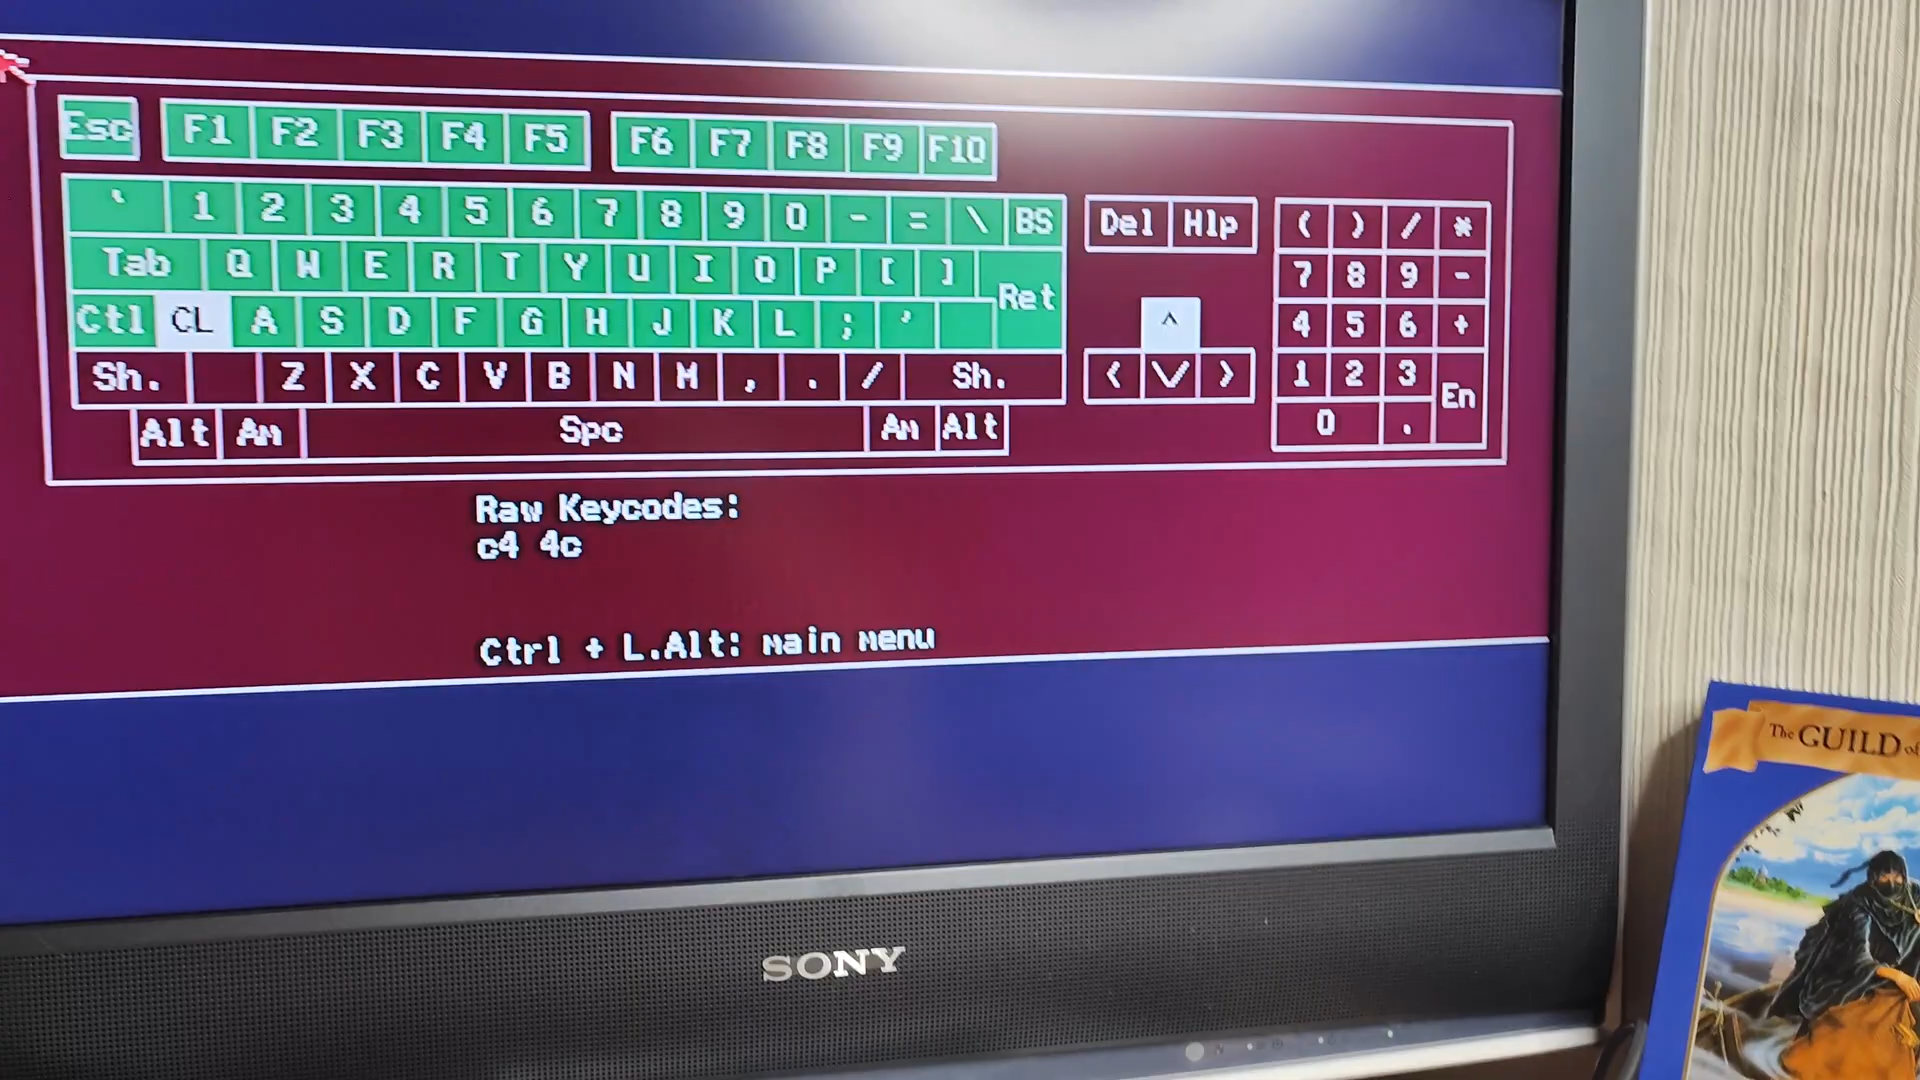 Esc F1 F2 F3 F4 F5 F6 F7 F8 F9 F10
` 1 2 3 4 5 6 7 8 9 0 - = \ BS Del Hlp ( ) / *
Tab Q W E R T Y U I O P [ ] Ret 7 8 9 -
Ctl CL A S D F G H J K L ; ' ^ 4 5 6 +
Sh. Z X C V B N M , . / Sh. < V > 1 2 3 En
Alt Am Spc Am Alt 0 .
Raw Keycodes:
c4 4c
Ctrl + L.Alt: main menu
SONY
The GUILD of